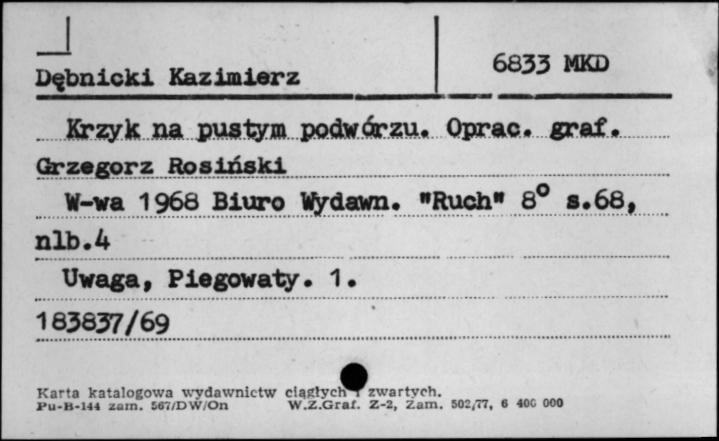 Dębnicki Kazimierz
6833 MKD
Krzyk na pustym podwórzu. Oprac. graf.
Grzegorz Rosiński
W-wa 1968 Biuro Wydawn. "Ruch" 8° s.68,
nlb.4
Uwaga, Piegowaty. 1.
183837/69
Karta katalogowa wydawnictw ciągłych i zwartych.
Pu-B-144 zam. 567/DW/On W.Z.Graf. Z-2, Zam. 502/77, 6 400 000